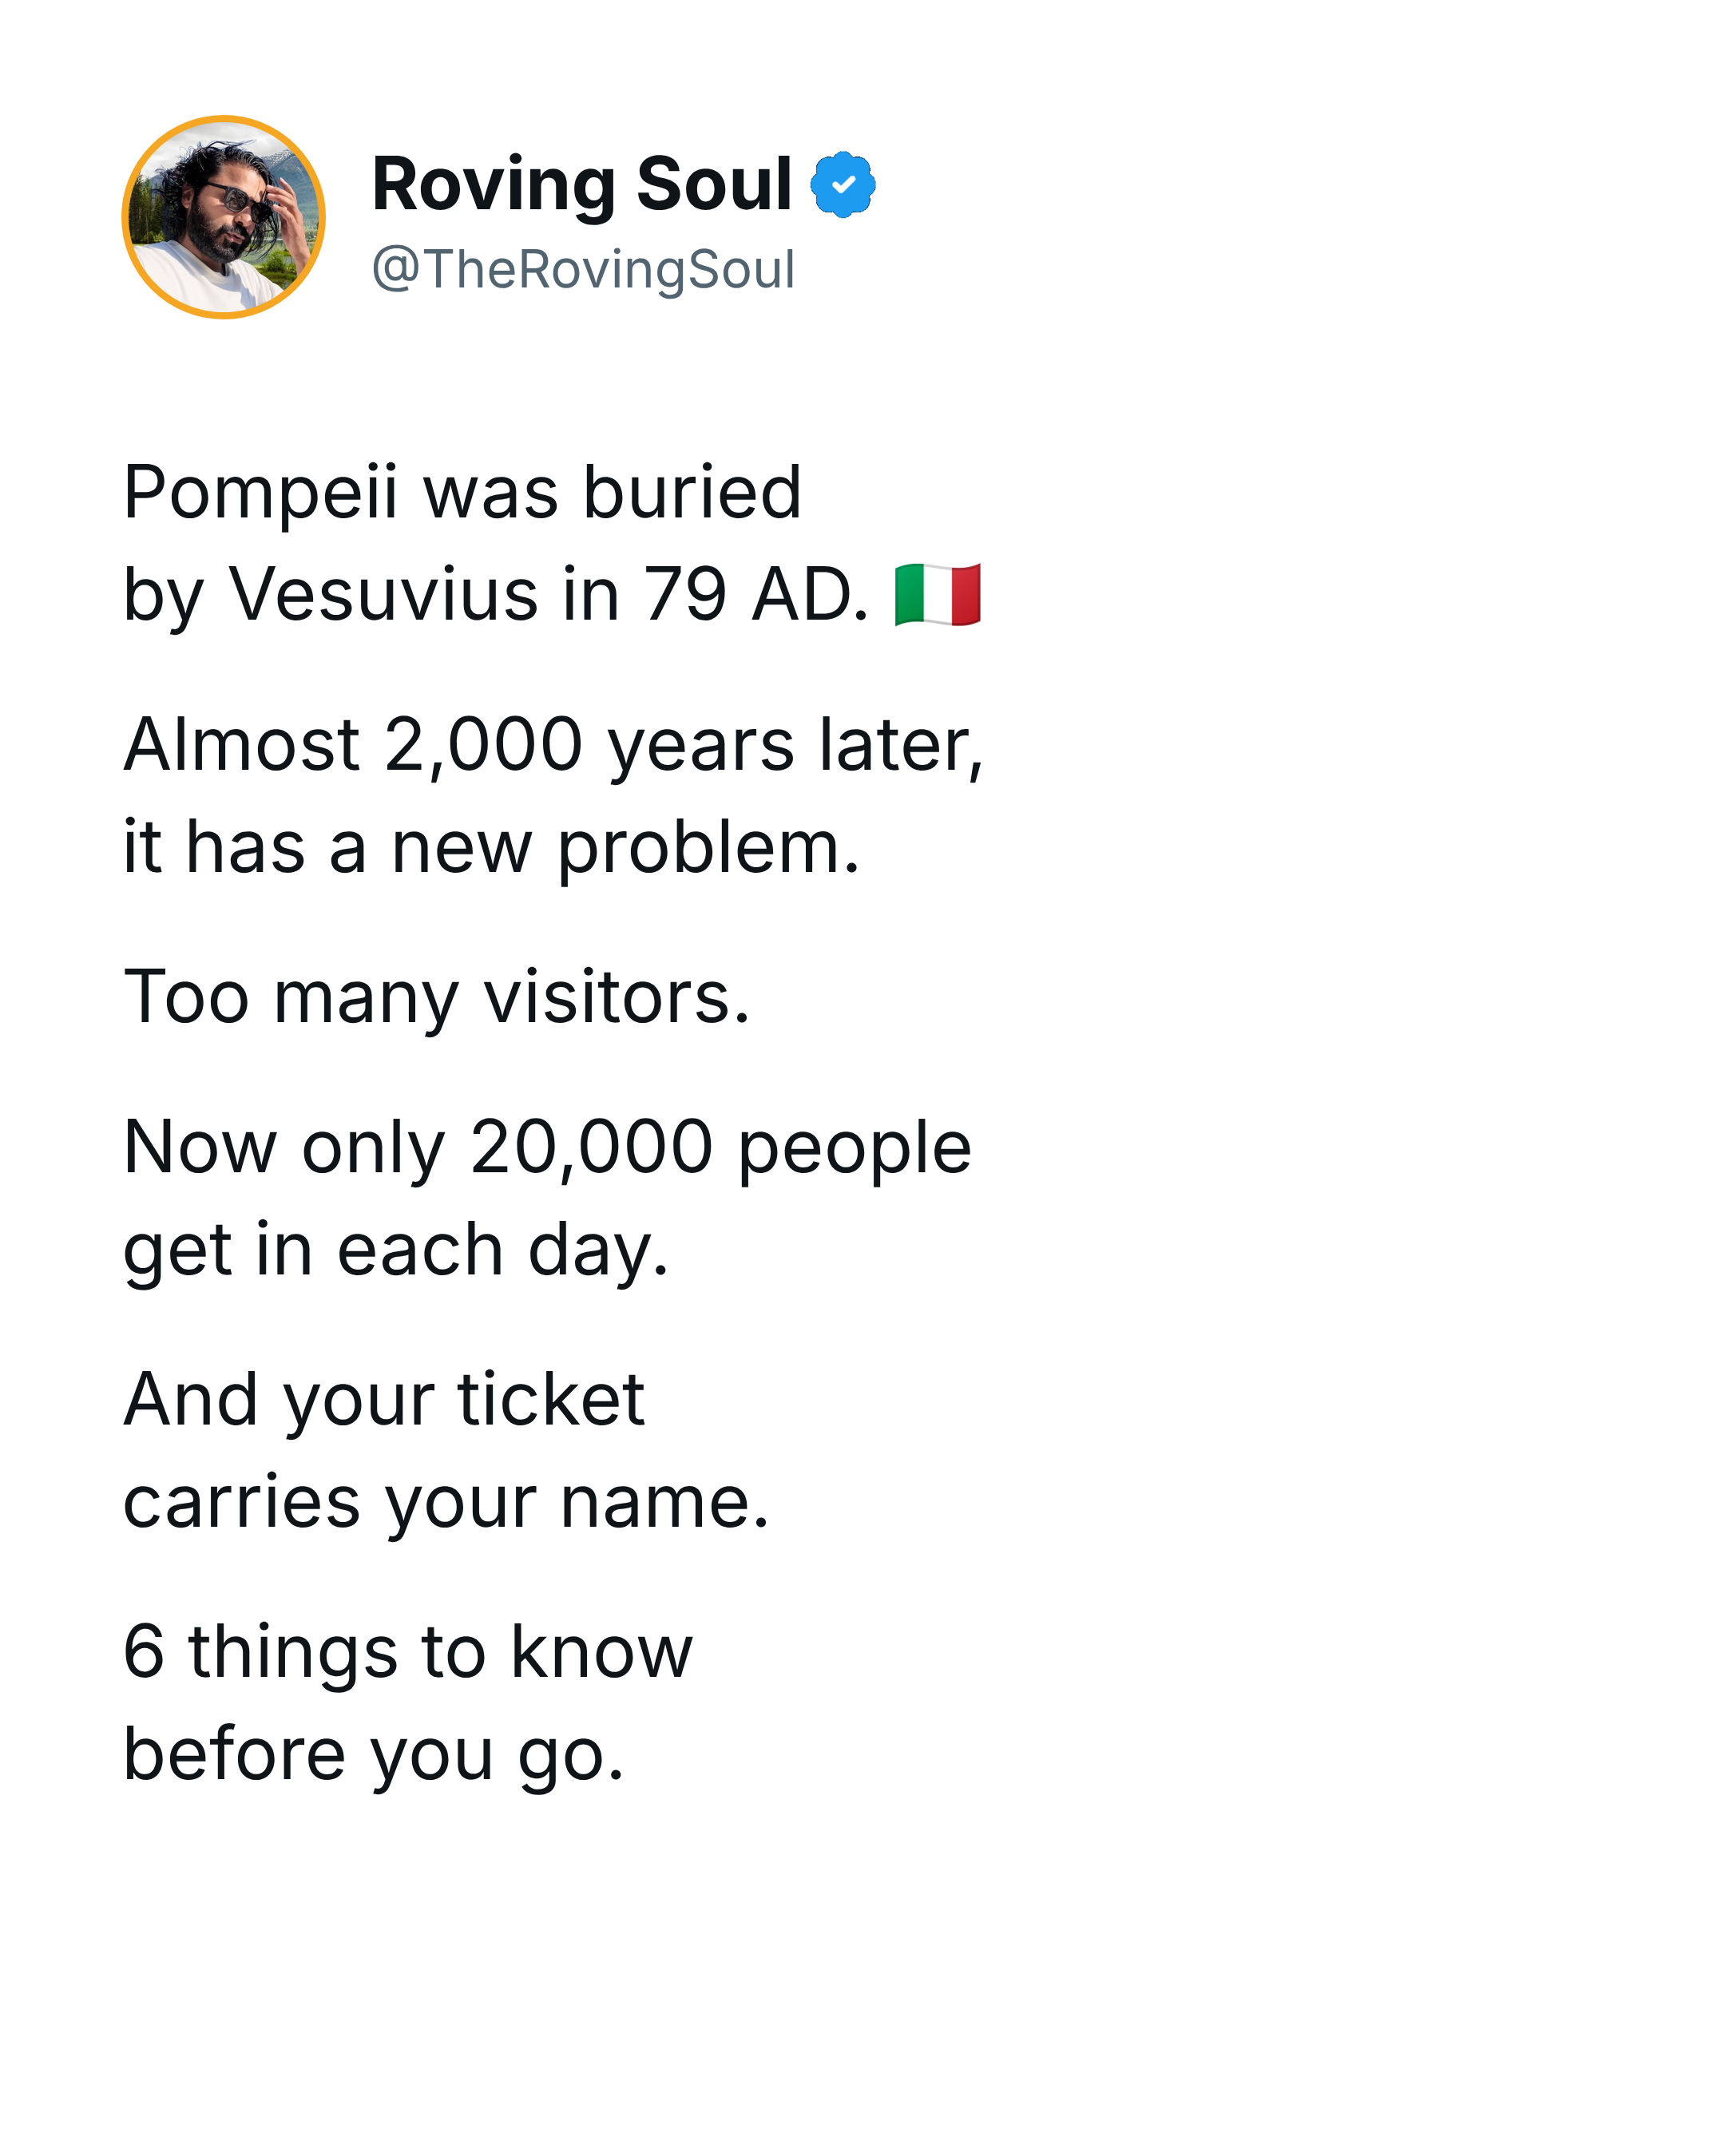 Roving Soul
@TheRovingSoul
Pompeii was buried
by Vesuvius in 79 AD. 🇮🇹
Almost 2,000 years later,
it has a new problem.
Too many visitors.
Now only 20,000 people
get in each day.
And your ticket
carries your name.
6 things to know
before you go.